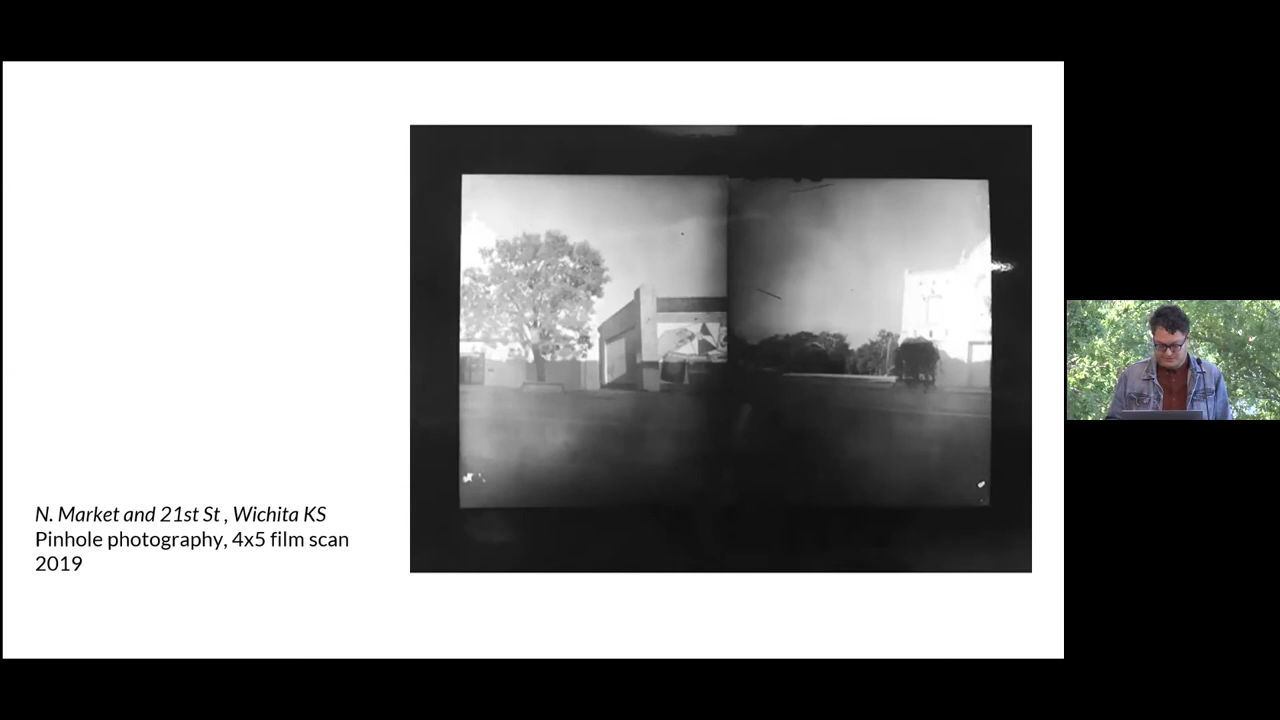 N. Market and 21st St , Wichita KS
Pinhole photography, 4x5 film scan
2019